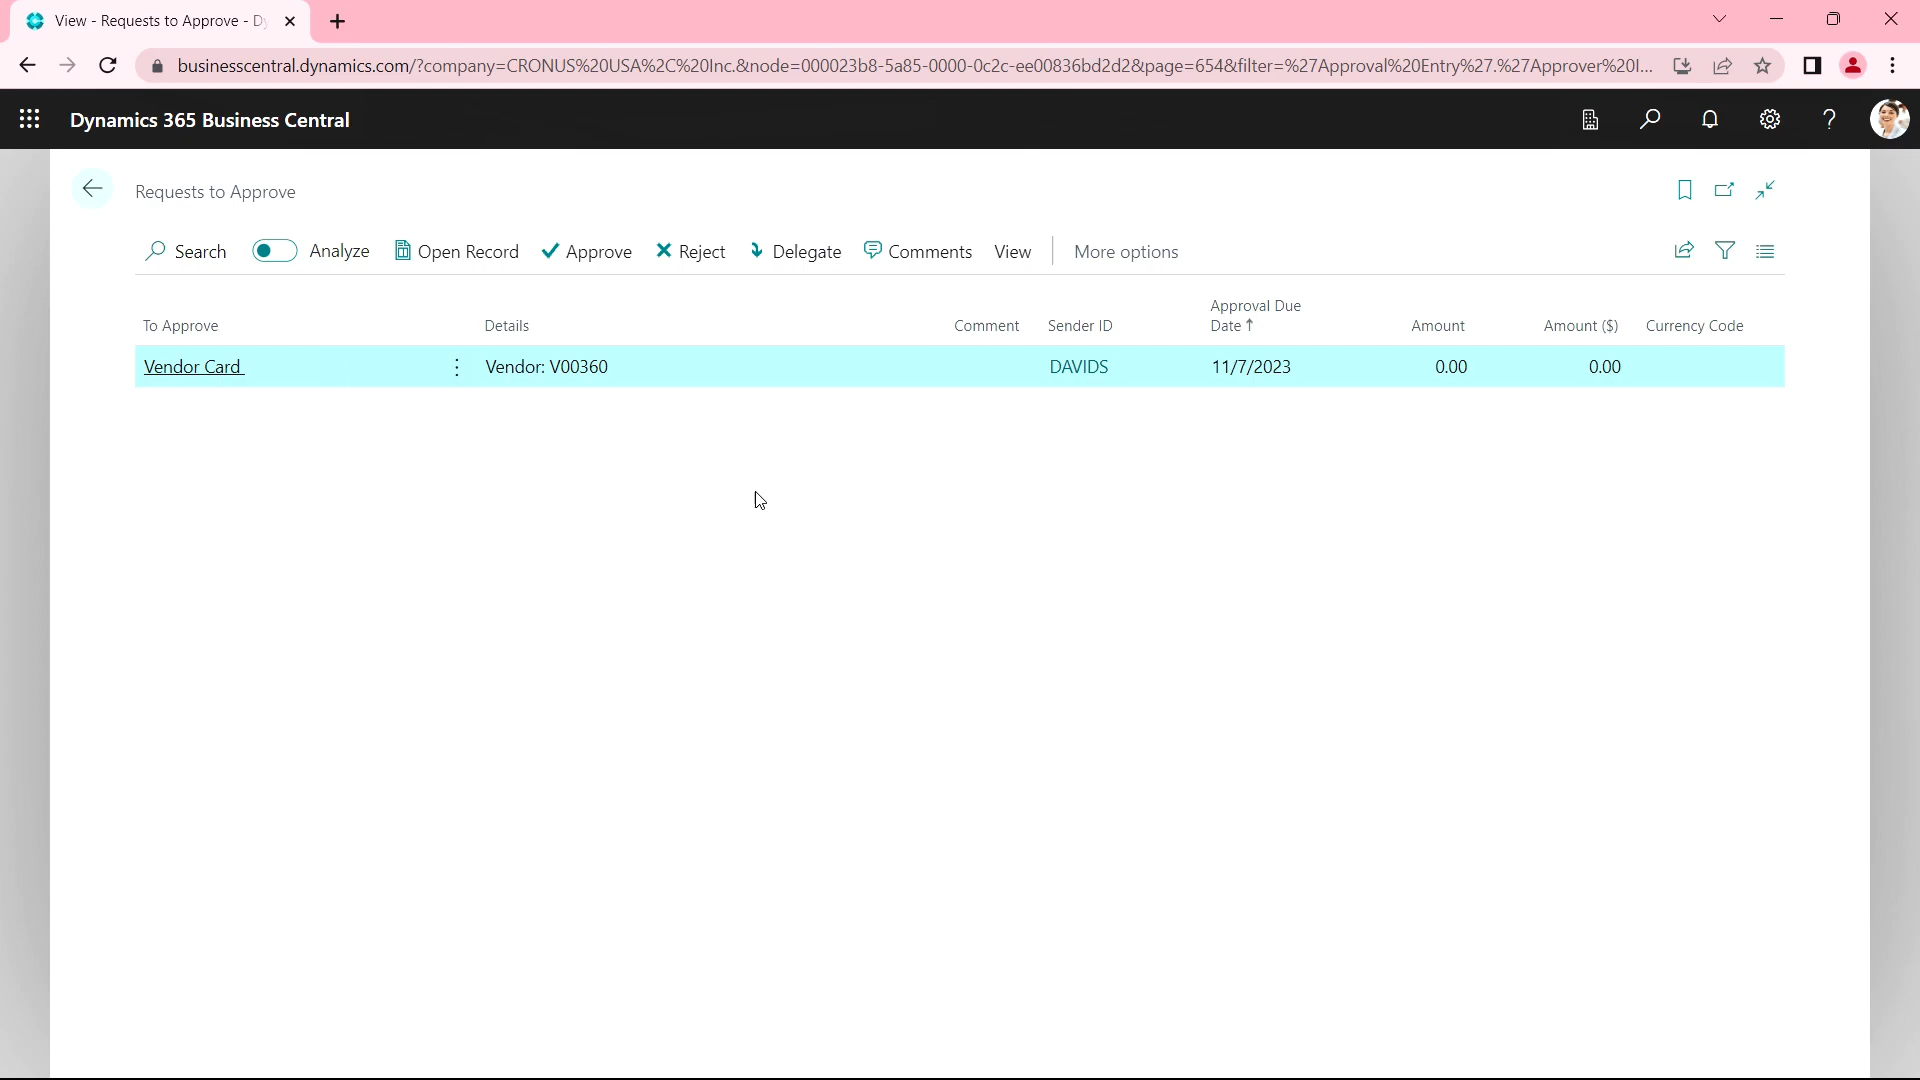 View - Requests to Approve - Dy
businesscentral.dynamics.com/?company=CRONUS%20USA%2C%20Inc.&node=000023b8-5a85-0000-0c2c-ee00836bd2d2&page=654&filter=%27Approval%20Entry%27.%27Approver%20I...
Dynamics 365 Business Central
Requests to Approve
Search Analyze Open Record Approve Reject Delegate Comments View More options
To Approve Details Comment Sender ID Approval Due Date Amount Amount ($) Currency Code
Vendor Card Vendor: V00360 DAVIDS 11/7/2023 0.00 0.00